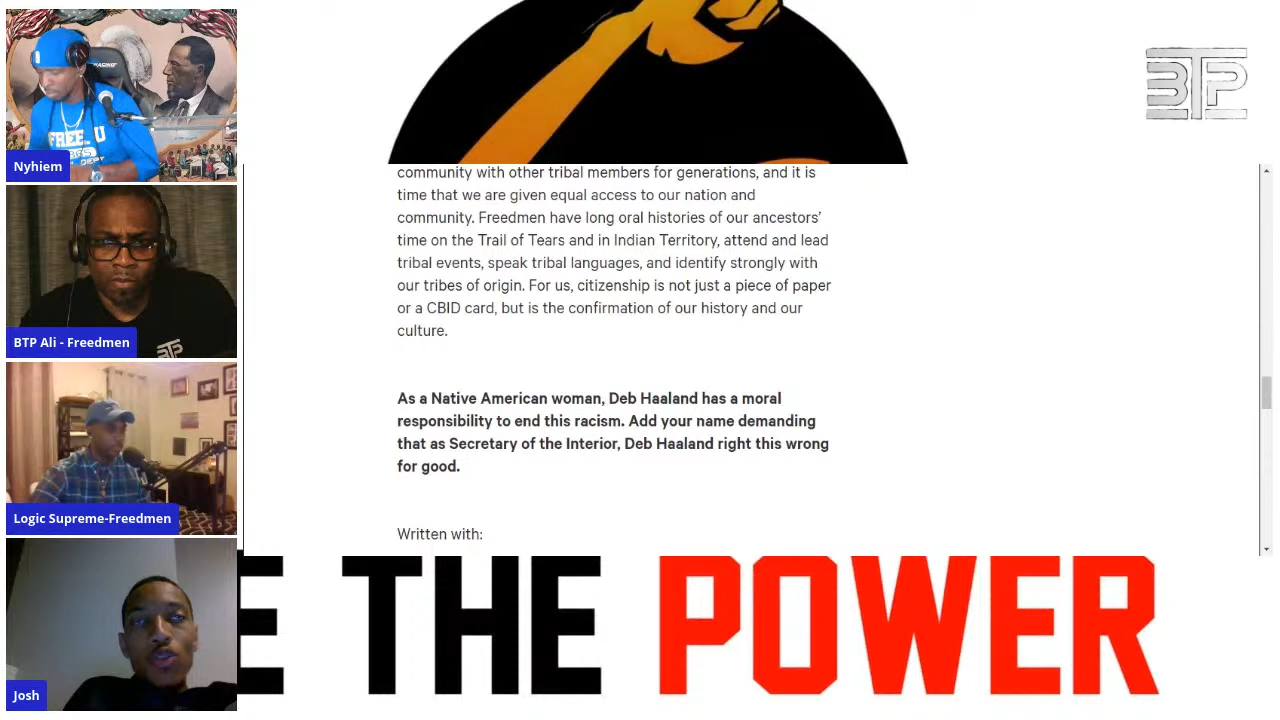 RACING
FREE U
Nyhiem
BTP
BTP Ali - Freedmen
BTP
Logic Supreme-Freedmen
Josh
community with other tribal members for generations, and it is
time that we are given equal access to our nation and
community. Freedmen have long oral histories of our ancestors’
time on the Trail of Tears and in Indian Territory, attend and lead
tribal events, speak tribal languages, and identify strongly with
our tribes of origin. For us, citizenship is not just a piece of paper
or a CBID card, but is the confirmation of our history and our
culture.
As a Native American woman, Deb Haaland has a moral
responsibility to end this racism. Add your name demanding
that as Secretary of the Interior, Deb Haaland right this wrong
for good.
Written with:
E THE POWER